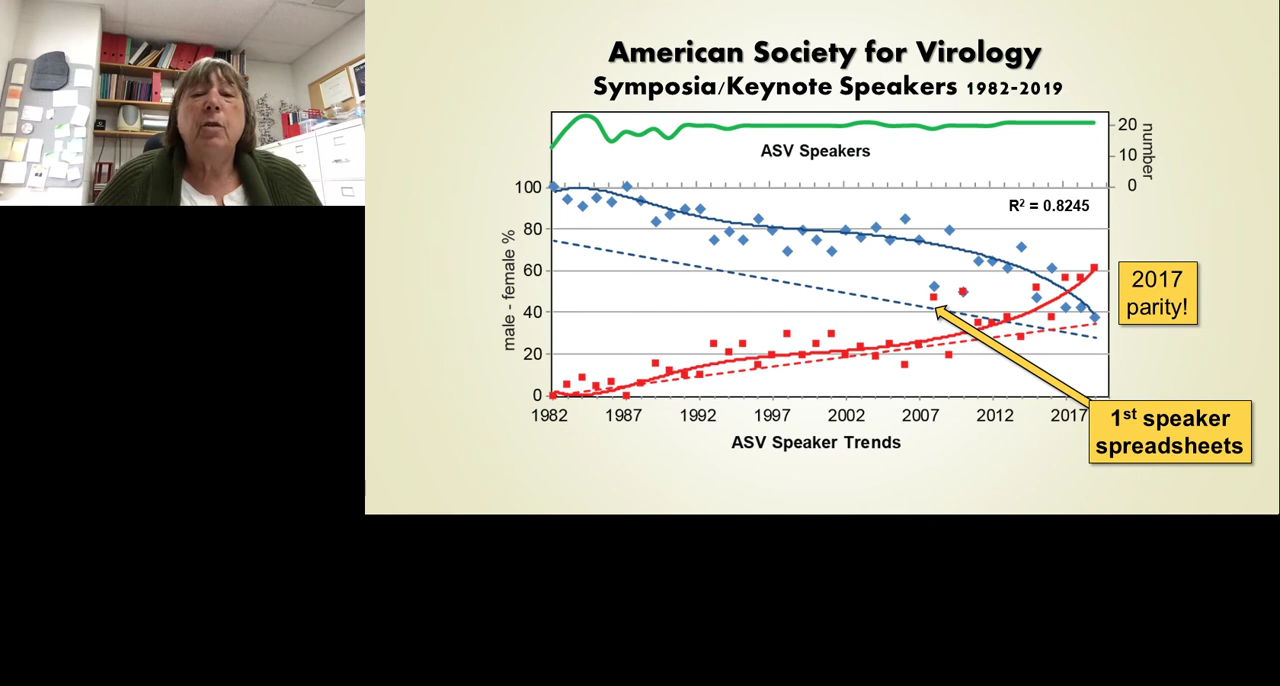 American Society for Virology
Symposia/Keynote Speakers 1982-2019
ASV Speakers
20
10
0
number
R² = 0.8245
100
80
60
40
20
0
male - female %
1982 1987 1992 1997 2002 2007 2012 2017
ASV Speaker Trends
2017
parity!
1st speaker
spreadsheets